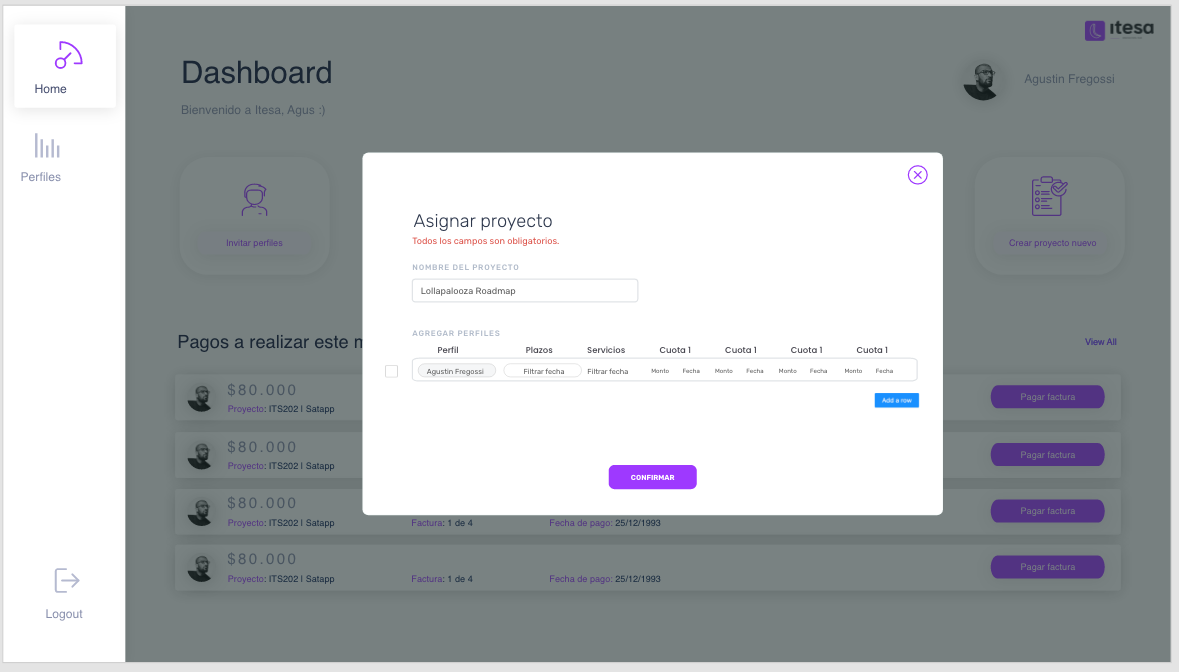 itesa
Home
Dashboard
Agustin Fregossi
Bienvenido a Itesa, Agus :)
Perfiles
Invitar perfiles
Crear proyecto nuevo
Asignar proyecto
Todos los campos son obligatorios.
NOMBRE DEL PROYECTO
Lollapalooza Roadmap
AGREGAR PERFILES
Perfil Plazos Servicios Cuota 1 Cuota 1 Cuota 1 Cuota 1
Agustin Fregossi Filtrar fecha Filtrar fecha Monto Fecha Monto Fecha Monto Fecha Monto Fecha
Add a row
CONFIRMAR
Pagos a realizar este m
View All
$80.000
Proyecto: ITS202 | Satapp
Pagar factura
$80.000
Proyecto: ITS202 | Satapp
Pagar factura
$80.000
Proyecto: ITS202 | Satapp Factura: 1 de 4 Fecha de pago: 25/12/1993
Pagar factura
$80.000
Proyecto: ITS202 | Satapp Factura: 1 de 4 Fecha de pago: 25/12/1993
Pagar factura
Logout